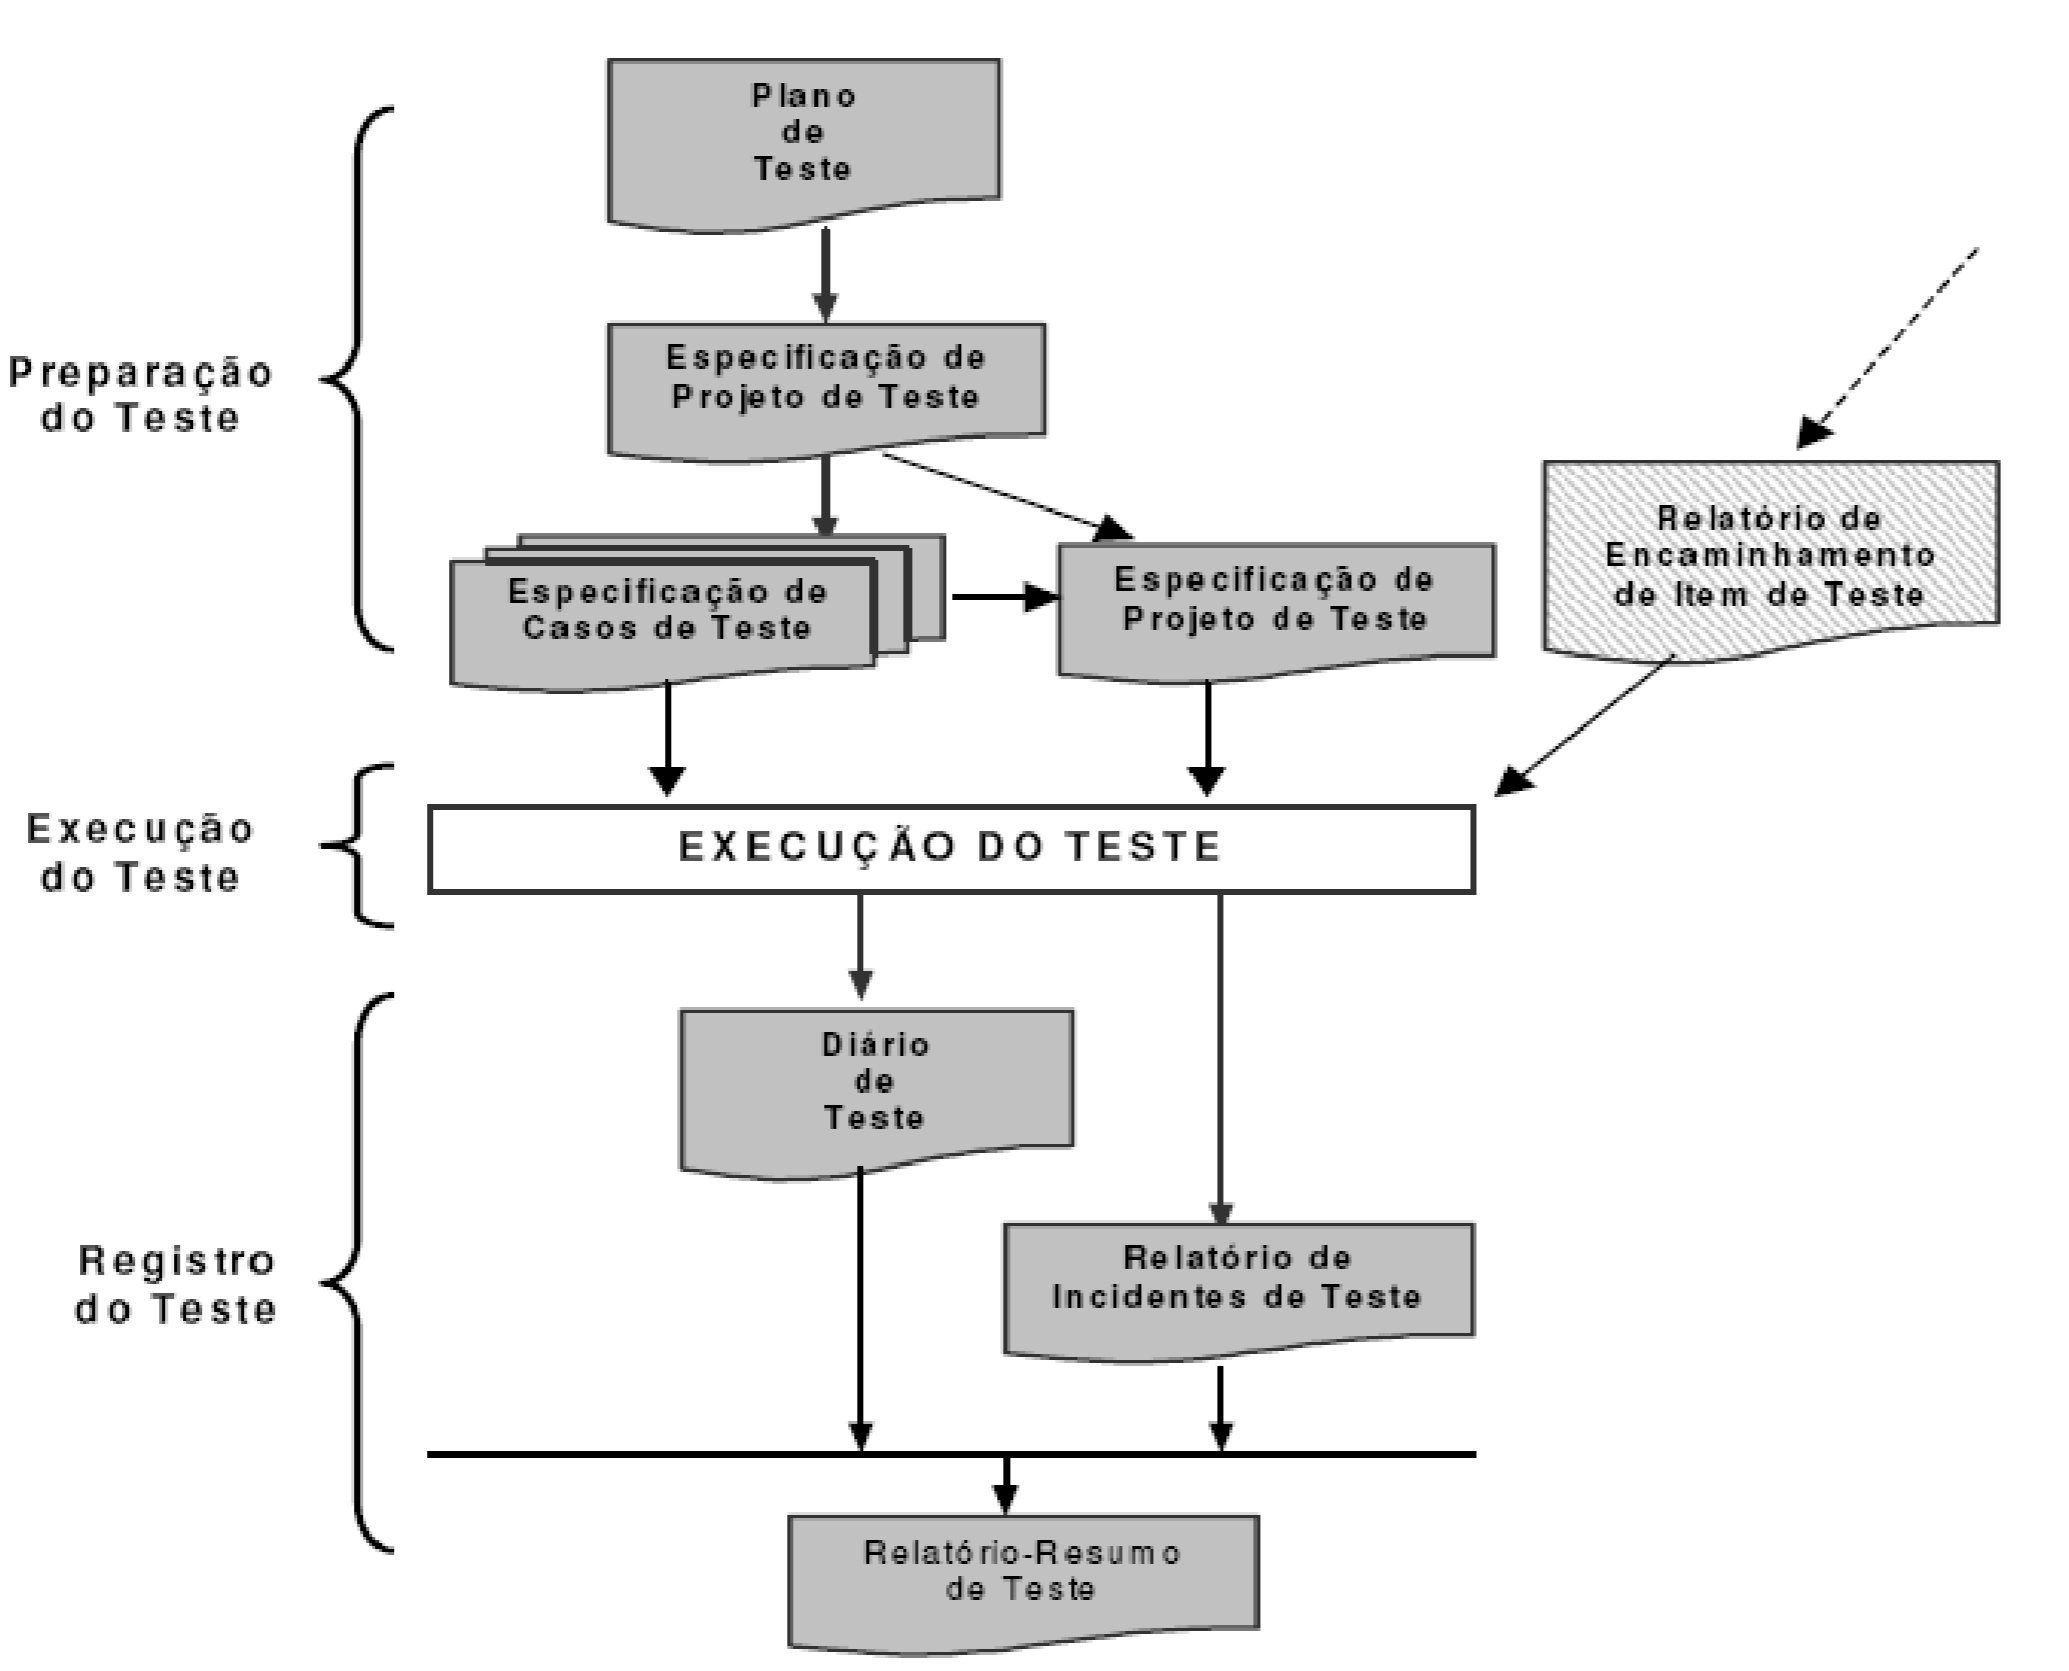 Plano
de
Teste
Preparação
do Teste
Especificação de
Projeto de Teste
Especificação de
Casos de Teste
Especificação de
Projeto de Teste
Relatório de
Encaminhamento
de Item de Teste
Execução
do Teste
EXECUÇÃO DO TESTE
Registro
do Teste
Diário
de
Teste
Relatório de
Incidentes de Teste
Relatório-Resumo
de Teste